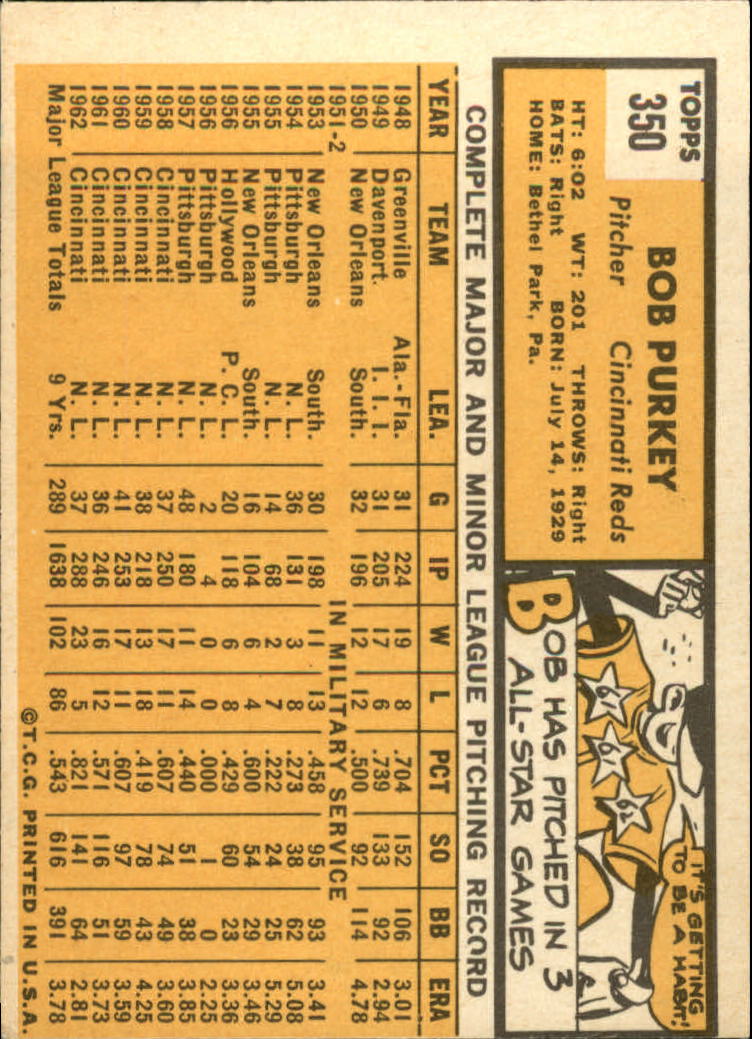 TOPPS
350
BOB PURKEY
Pitcher Cincinnati Reds
HT: 6:02 WT: 201 THROWS: Right
BATS: Right BORN: July 14, 1929
HOME: Bethel Park, Pa.
IT'S GETTING
TO BE A HABIT!
61 61 62
BOB HAS PITCHED IN 3
ALL-STAR GAMES
COMPLETE MAJOR AND MINOR LEAGUE PITCHING RECORD
YEAR TEAM LEA. G IP W L PCT SO BB ERA
1948 Greenville Ala.-Fla. 31 224 19 8 .704 152 106 3.01
1949 Davenport. I. I. I. 31 205 17 6 .739 133 92 2.94
1950 New Orleans South. 32 196 12 12 .500 92 114 4.78
1951-2 IN MILITARY SERVICE
1953 New Orleans South. 30 198 11 13 .458 95 93 3.41
1954 Pittsburgh N. L. 36 131 3 8 .273 38 62 5.08
1955 Pittsburgh N. L. 14 68 2 7 .222 24 25 5.29
1955 New Orleans South. 16 104 6 4 .600 54 29 3.46
1956 Hollywood P. C. L. 20 118 6 8 .429 60 23 3.36
1956 Pittsburgh N. L. 2 4 0 0 .000 1 0 2.25
1957 Pittsburgh N. L. 48 180 11 14 .440 51 38 3.85
1958 Cincinnati N. L. 37 250 17 11 .607 74 49 3.60
1959 Cincinnati N. L. 38 218 13 18 .419 78 43 4.25
1960 Cincinnati N. L. 41 253 17 11 .607 97 59 3.59
1961 Cincinnati N. L. 36 246 16 12 .571 116 51 3.73
1962 Cincinnati N. L. 37 288 23 5 .821 141 64 2.81
Major League Totals 9 Yrs. 289 1638 102 86 .543 616 391 3.78
©T.C.G. PRINTED IN U.S.A.